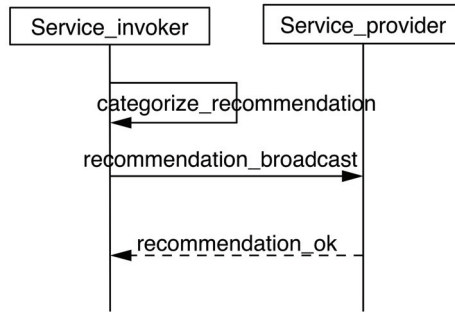 Service_invoker
Service_provider
categorize_recommendation
recommendation_broadcast
recommendation_ok